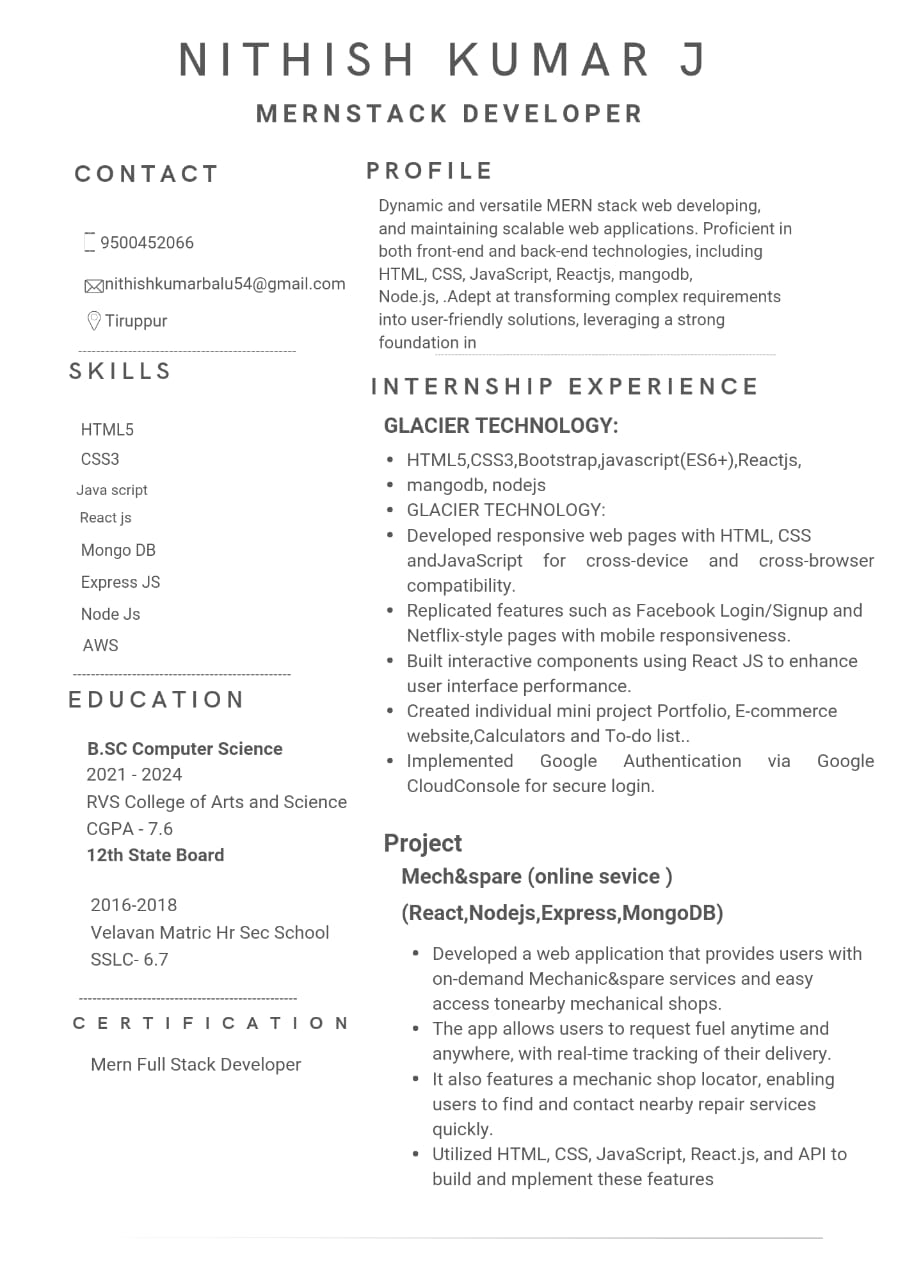 NITHISH KUMAR J
MERNSTACK DEVELOPER
CONTACT
9500452066
nithishkumarbalu54@gmail.com
Tiruppur
SKILLS
HTML5
CSS3
Java script
React js
Mongo DB
Express JS
Node Js
AWS
EDUCATION
B.SC Computer Science
2021 - 2024
RVS College of Arts and Science
CGPA - 7.6
12th State Board
2016-2018
Velavan Matric Hr Sec School
SSLC- 6.7
CERTIFICATION
Mern Full Stack Developer
PROFILE
Dynamic and versatile MERN stack web developing,
and maintaining scalable web applications. Proficient in
both front-end and back-end technologies, including
HTML, CSS, JavaScript, Reactjs, mangodb,
Node.js, .Adept at transforming complex requirements
into user-friendly solutions, leveraging a strong
foundation in
INTERNSHIP EXPERIENCE
GLACIER TECHNOLOGY:
• HTML5,CSS3,Bootstrap,javascript(ES6+),Reactjs,
• mangodb, nodejs
• GLACIER TECHNOLOGY:
• Developed responsive web pages with HTML, CSS
andJavaScript for cross-device and cross-browser
compatibility.
• Replicated features such as Facebook Login/Signup and
Netflix-style pages with mobile responsiveness.
• Built interactive components using React JS to enhance
user interface performance.
• Created individual mini project Portfolio, E-commerce
website,Calculators and To-do list..
• Implemented Google Authentication via Google
CloudConsole for secure login.
Project
Mech&spare (online sevice )
(React,Nodejs,Express,MongoDB)
• Developed a web application that provides users with
on-demand Mechanic&spare services and easy
access tonearby mechanical shops.
• The app allows users to request fuel anytime and
anywhere, with real-time tracking of their delivery.
• It also features a mechanic shop locator, enabling
users to find and contact nearby repair services
quickly.
• Utilized HTML, CSS, JavaScript, React.js, and API to
build and mplement these features